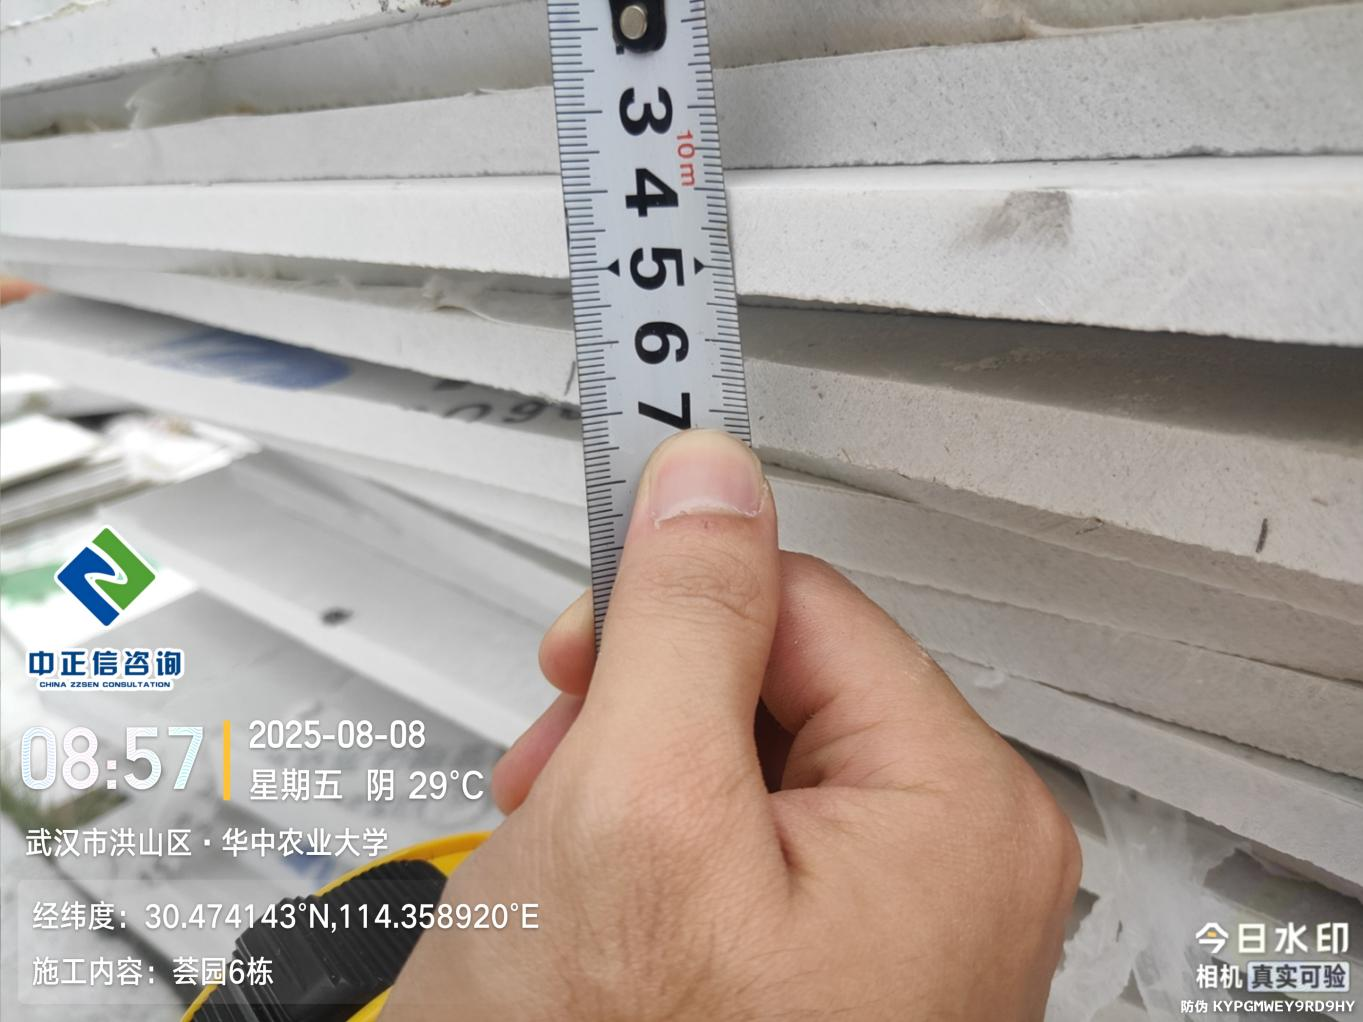 3
10m
4
5
6
7
中正信咨询
CHINA ZZSEN CONSULTATION
08:57
2025-08-08
星期五 阴 29°C
武汉市洪山区·华中农业大学
经纬度：30.474143°N,114.358920°E
施工内容：荟园6栋
今日水印
相机 真实可验
防伪 KYPGMWEY9RD9HY